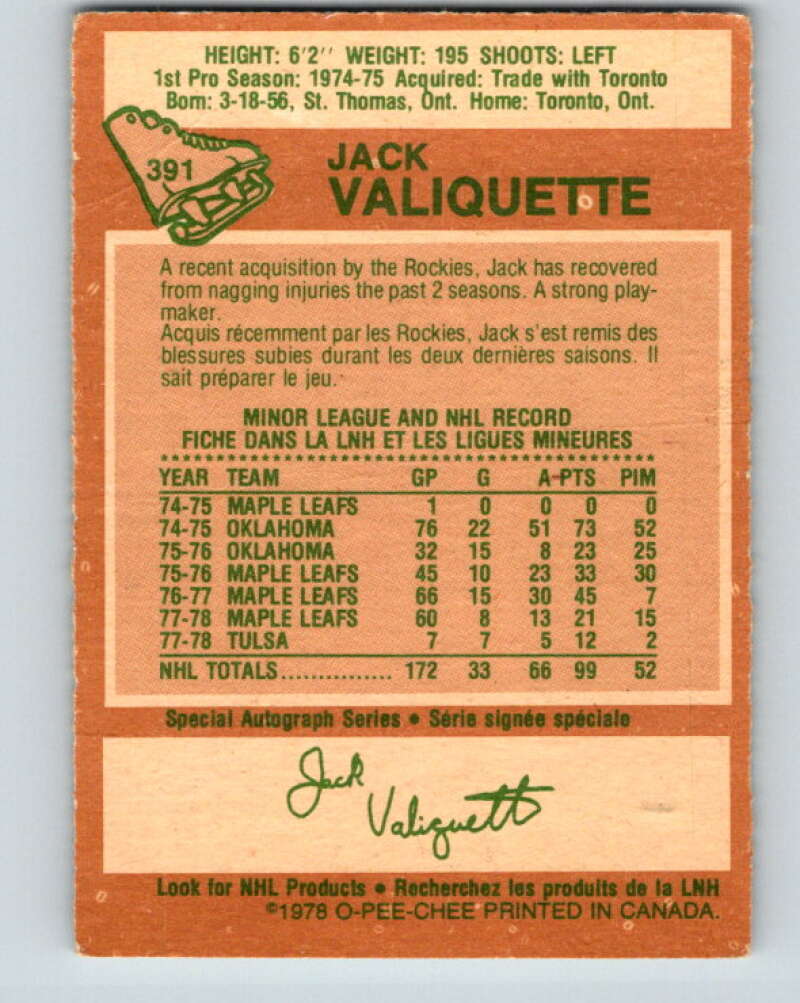 HEIGHT: 6'2'' WEIGHT: 195 SHOOTS: LEFT
1st Pro Season: 1974-75 Acquired: Trade with Toronto
Born: 3-18-56, St. Thomas, Ont. Home: Toronto, Ont.
391
JACK
VALIQUETTE
A recent acquisition by the Rockies, Jack has recovered
from nagging injuries the past 2 seasons. A strong play-
maker.
Acquis récemment par les Rockies, Jack s'est remis des
blessures subies durant les deux dernières saisons. Il
sait préparer le jeu.
MINOR LEAGUE AND NHL RECORD
FICHE DANS LA LNH ET LES LIGUES MINEURES
YEAR TEAM GP G A PTS PIM
74-75 MAPLE LEAFS 1 0 0 0 0
74-75 OKLAHOMA 76 22 51 73 52
75-76 OKLAHOMA 32 15 8 23 25
75-76 MAPLE LEAFS 45 10 23 33 30
76-77 MAPLE LEAFS 66 15 30 45 7
77-78 MAPLE LEAFS 60 8 13 21 15
77-78 TULSA 7 7 5 12 2
NHL TOTALS............... 172 33 66 99 52
Special Autograph Series • Série signée spéciale
Jack
Valiquette
Look for NHL Products • Recherchez les produits de la LNH
©1978 O-PEE-CHEE PRINTED IN CANADA.